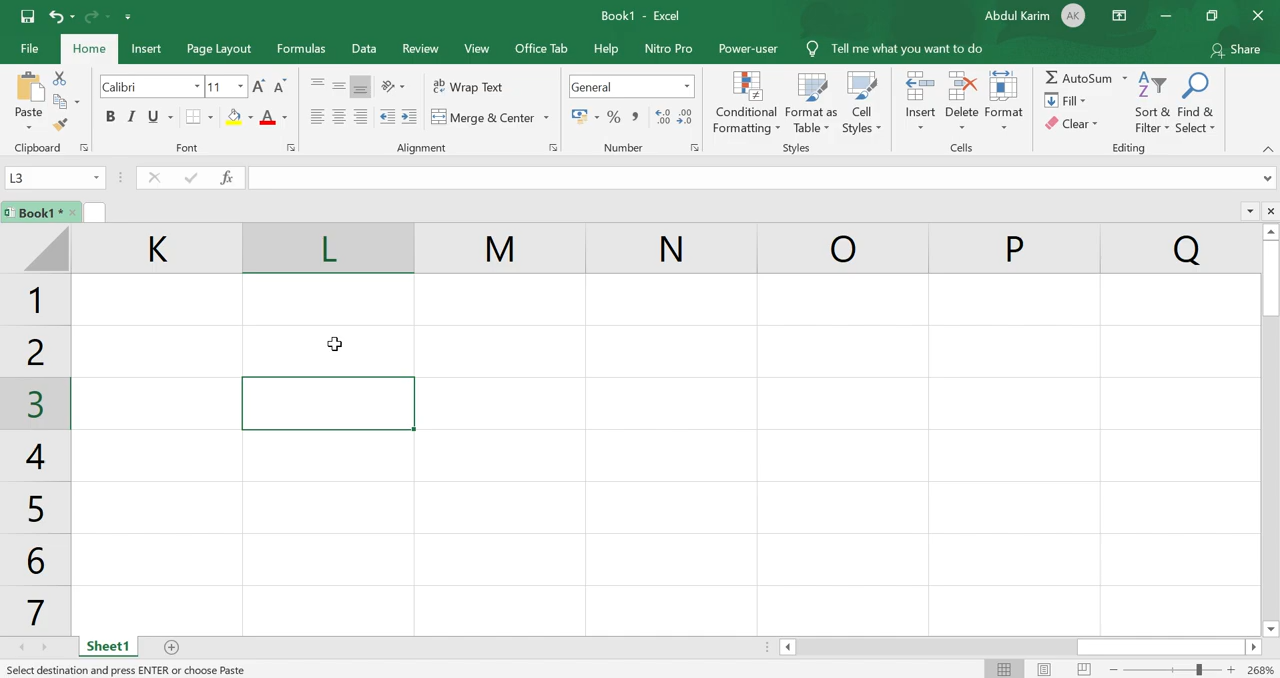 Book1 - Excel
Abdul Karim AK
File Home Insert Page Layout Formulas Data Review View Office Tab Help Nitro Pro Power-user Tell me what you want to do Share
Paste
Clipboard
Calibri 11
B I U A
Font
Wrap Text
Merge & Center
Alignment
General
% ,
Number
Conditional Formatting
Format as Table
Cell Styles
Styles
Insert Delete Format
Cells
AutoSum
Fill
Clear
Sort & Filter
Find & Select
Editing
L3 fx
Book1 *
K L M N O P Q
1
2
3
4
5
6
7
Sheet1
Select destination and press ENTER or choose Paste 268%